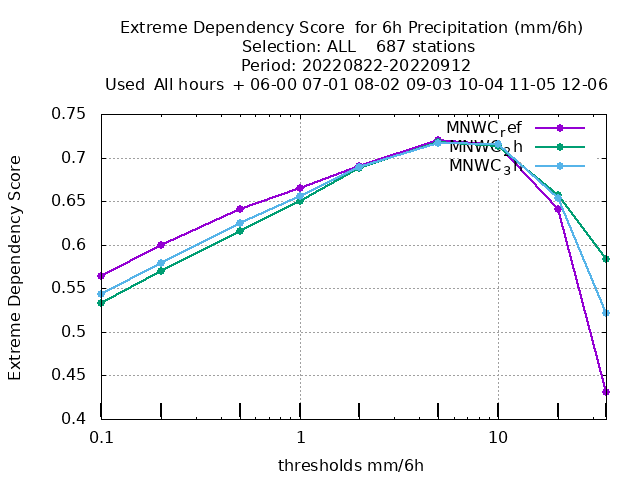 Extreme Dependency Score  for 6h Precipitation (mm/6h)
Selection: ALL    687 stations
Period: 20220822-20220912
Used  All hours  + 06-00 07-01 08-02 09-03 10-04 11-05 12-06
MNWC_ref
MNWC_2h
MNWC_3h
Extreme Dependency Score
0.75
0.7
0.65
0.6
0.55
0.5
0.45
0.4
0.1
1
10
thresholds mm/6h